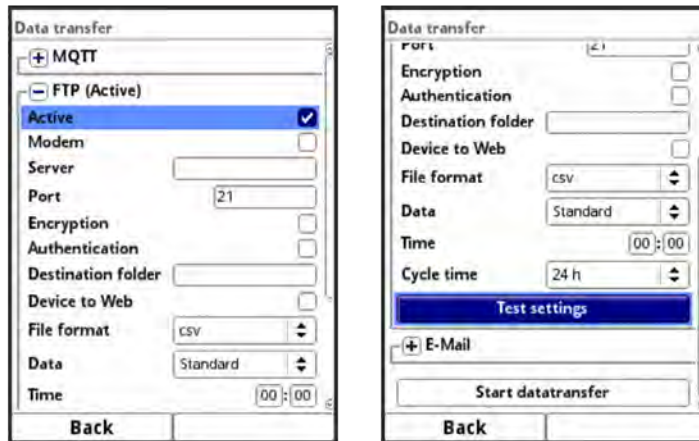 Data transfer
+ MQTT
− FTP (Active)
Active
Modem
Server
Port 21
Encryption
Authentication
Destination folder
Device to Web
File format csv
Data Standard
Time 00 : 00
Back
Data transfer
Port 21
Encryption
Authentication
Destination folder
Device to Web
File format csv
Data Standard
Time 00 : 00
Cycle time 24 h
Test settings
+ E-Mail
Start datatransfer
Back